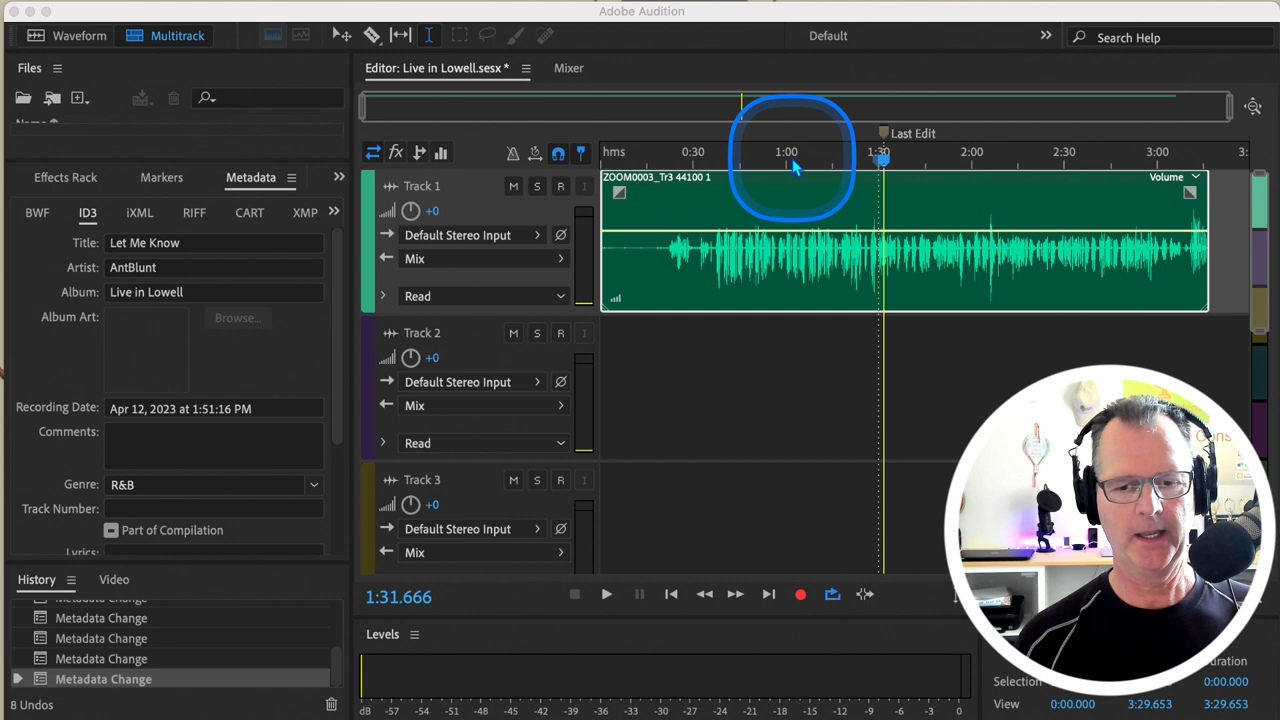 Adobe Audition
Waveform
Multitrack
Default
Search Help
Files
Editor: Live in Lowell.sesx *
Mixer
Last Edit
hms
0:30
1:00
1:30
2:00
2:30
3:00
3:
Effects Rack
Markers
Metadata
ZOOM0003_Tr3 44100 1
Volume
Track 1
M
S
R
I
BWF
ID3
iXML
RIFF
CART
XMP
+0
Title:
Let Me Know
Default Stereo Input
Artist:
AntBlunt
Mix
Album:
Live in Lowell
Read
Album Art:
Browse...
Track 2
M
S
R
I
+0
Default Stereo Input
Recording Date:
Apr 12, 2023 at 1:51:16 PM
Mix
Comments:
Read
Genre:
R&B
Track 3
M
S
R
I
+0
Track Number:
Default Stereo Input
Part of Compilation
Mix
Lyrics:
History
Video
Metadata Change
1:31.666
Metadata Change
Metadata Change
Metadata Change
Metadata Change
8 Undos
Levels
dB
-57
-54
-51
-48
-45
-42
-39
-36
-33
-30
-27
-24
-21
-18
-15
-12
-9
-6
-3
0
Selection
0:00.000
View
0:00.000
3:29.653
3:29.653